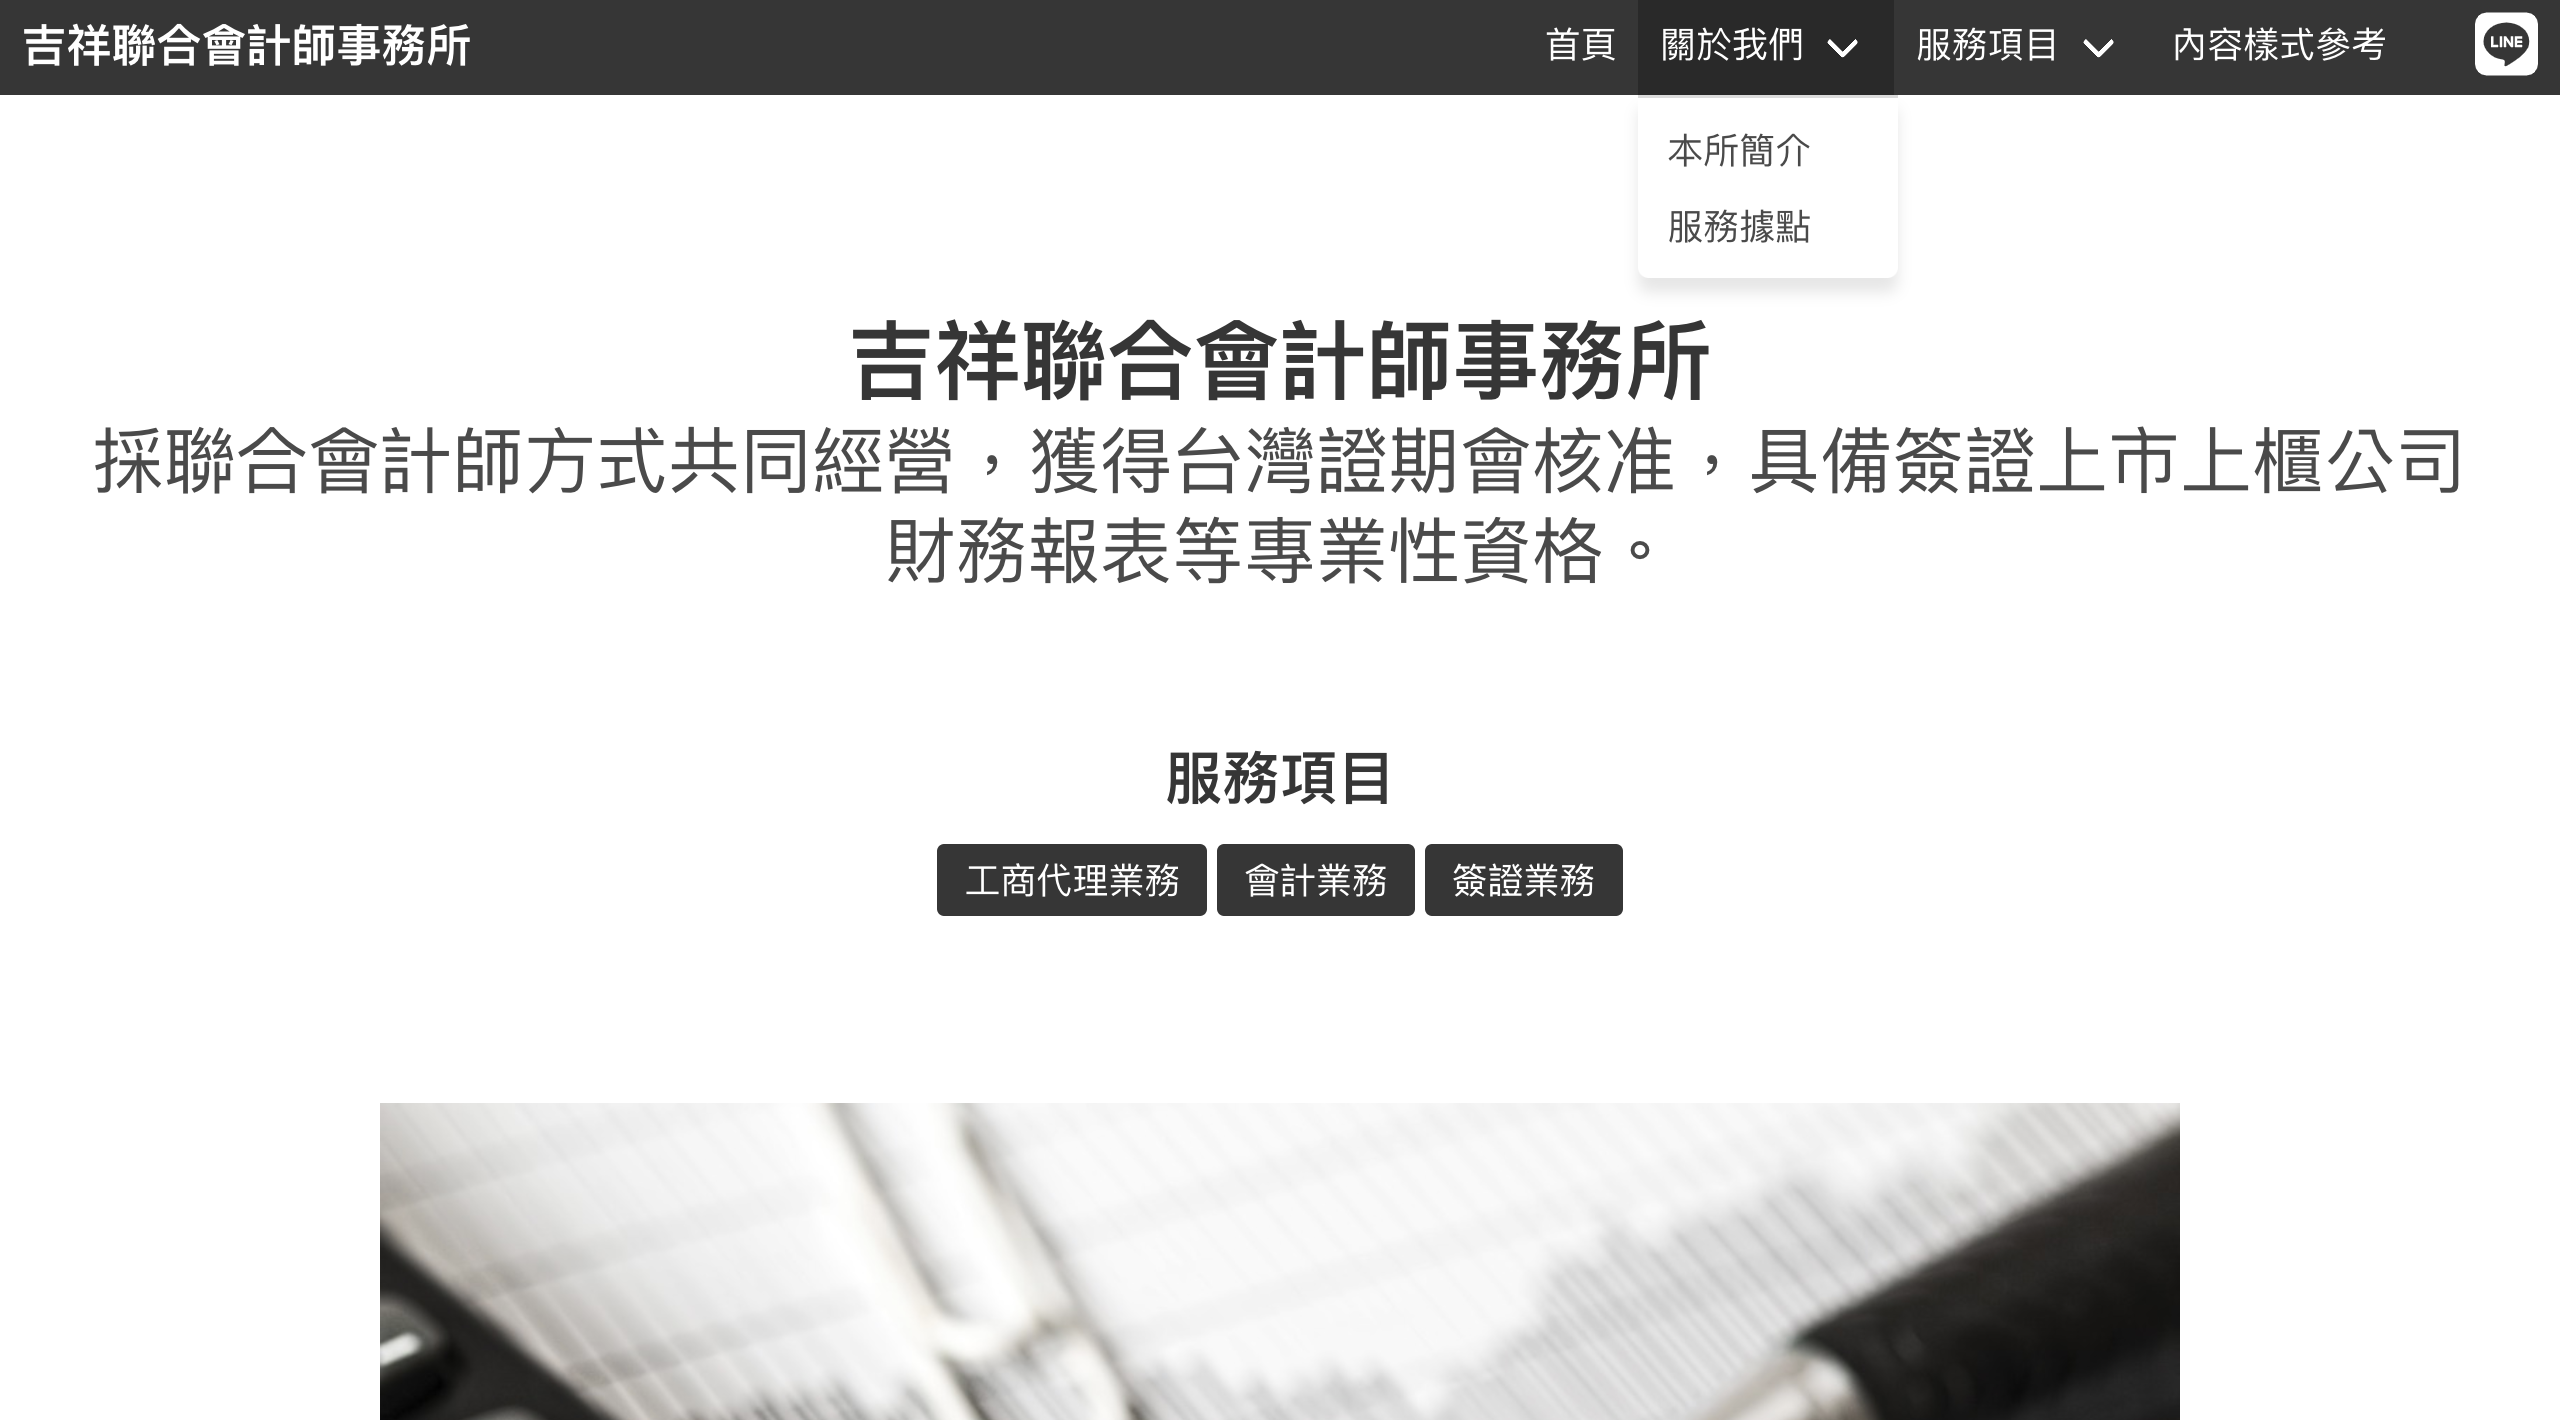 吉祥聯合會計師事務所
首頁 關於我們 服務項目 內容樣式參考 LINE
本所簡介
服務據點
吉祥聯合會計師事務所
採聯合會計師方式共同經營，獲得台灣證期會核准，具備簽證上市上櫃公司
財務報表等專業性資格。
服務項目
工商代理業務 會計業務 簽證業務